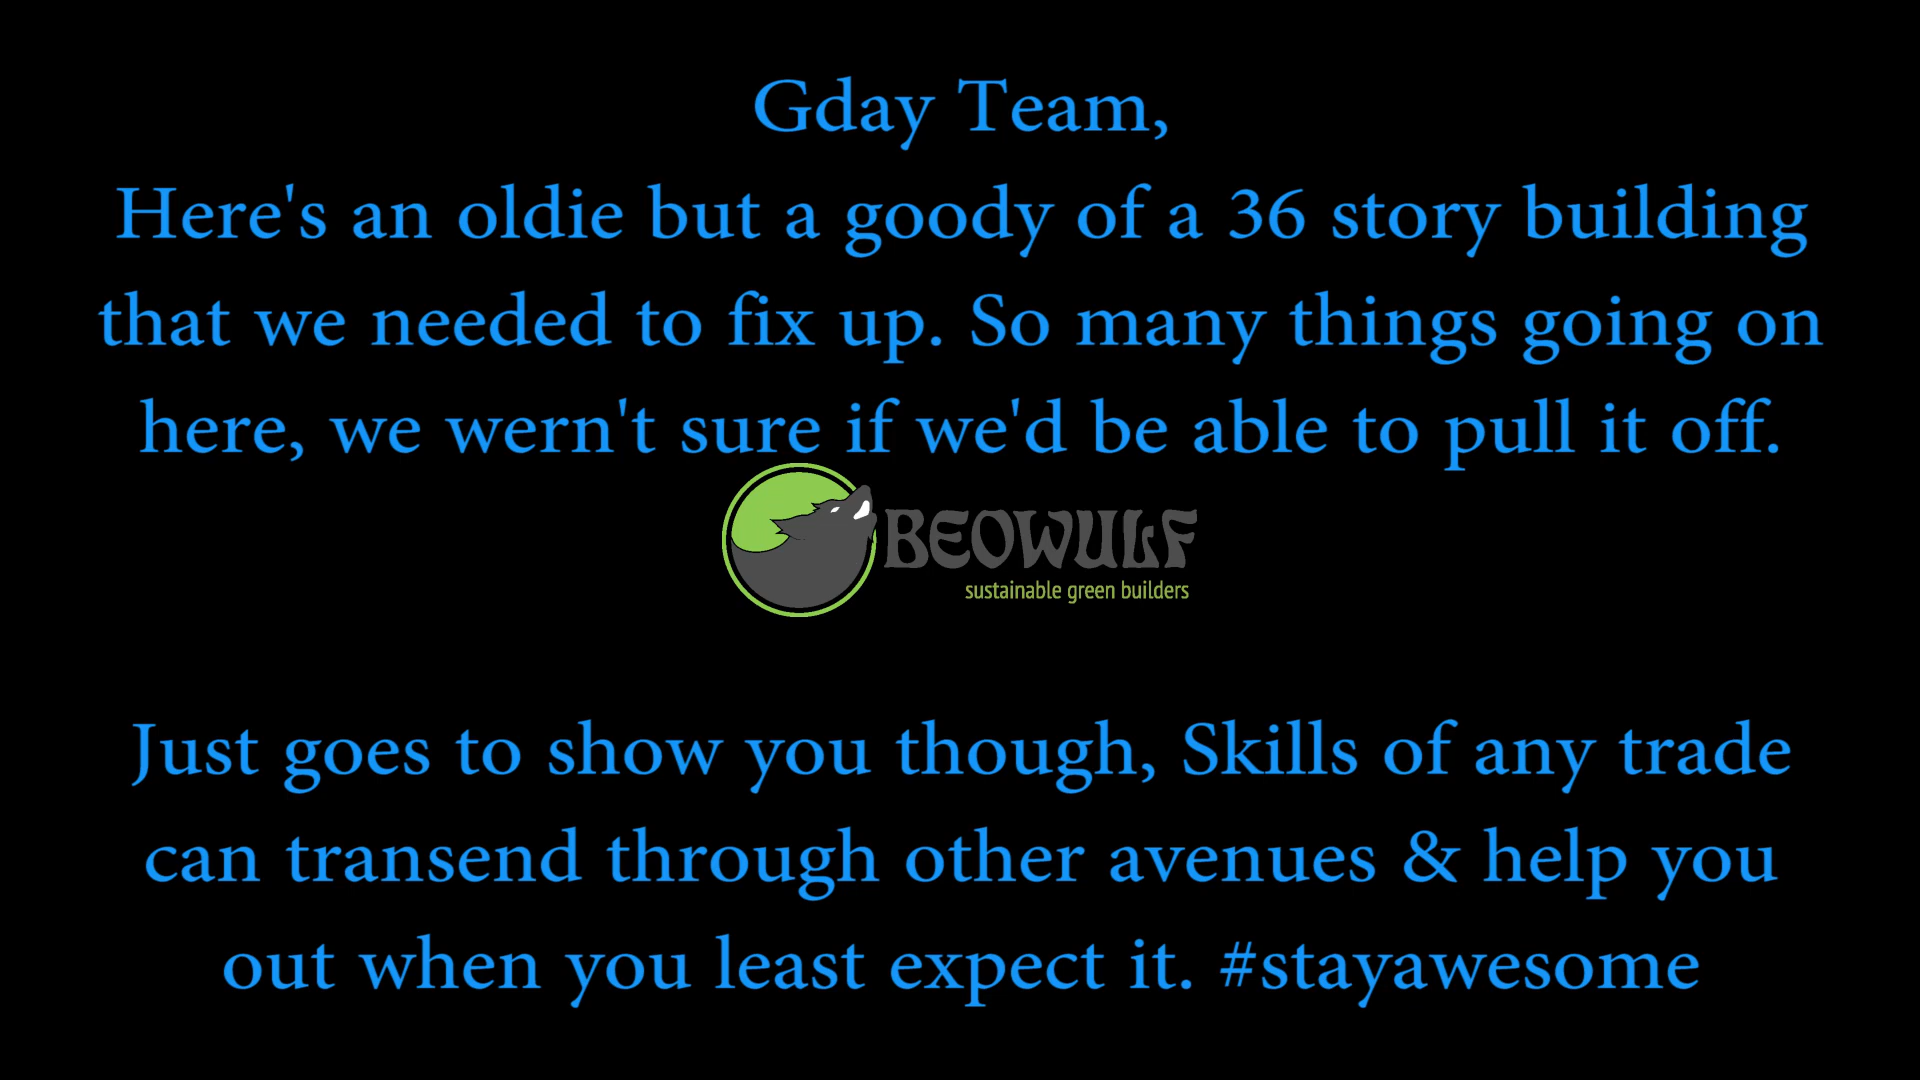 Gday Team,
Here's an oldie but a goody of a 36 story building
that we needed to fix up. So many things going on
here, we wern't sure if we'd be able to pull it off.
BEOWULF
sustainable green builders
Just goes to show you though, Skills of any trade
can transend through other avenues & help you
out when you least expect it. #stayawesome